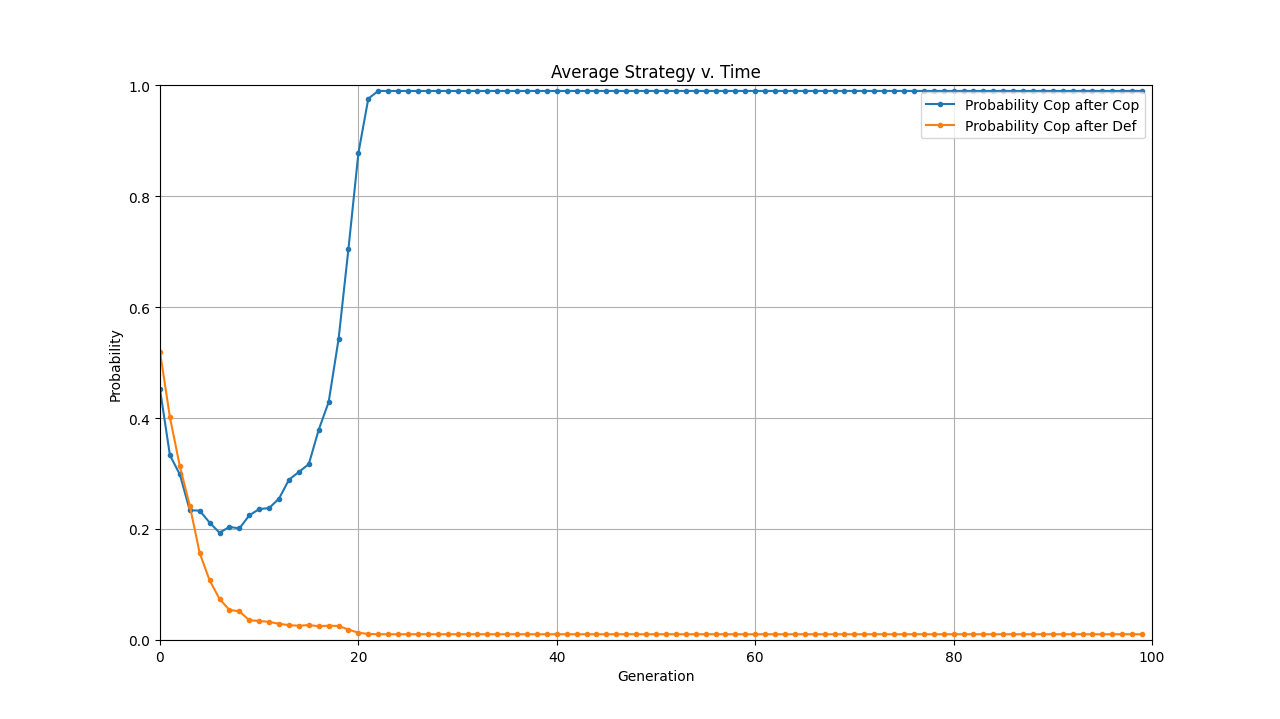 Average Strategy v. Time
1.0
0.8
0.6
0.4
0.2
0.0
Probability
Probability Cop after Cop
Probability Cop after Def
0 20 40 60 80 100
Generation